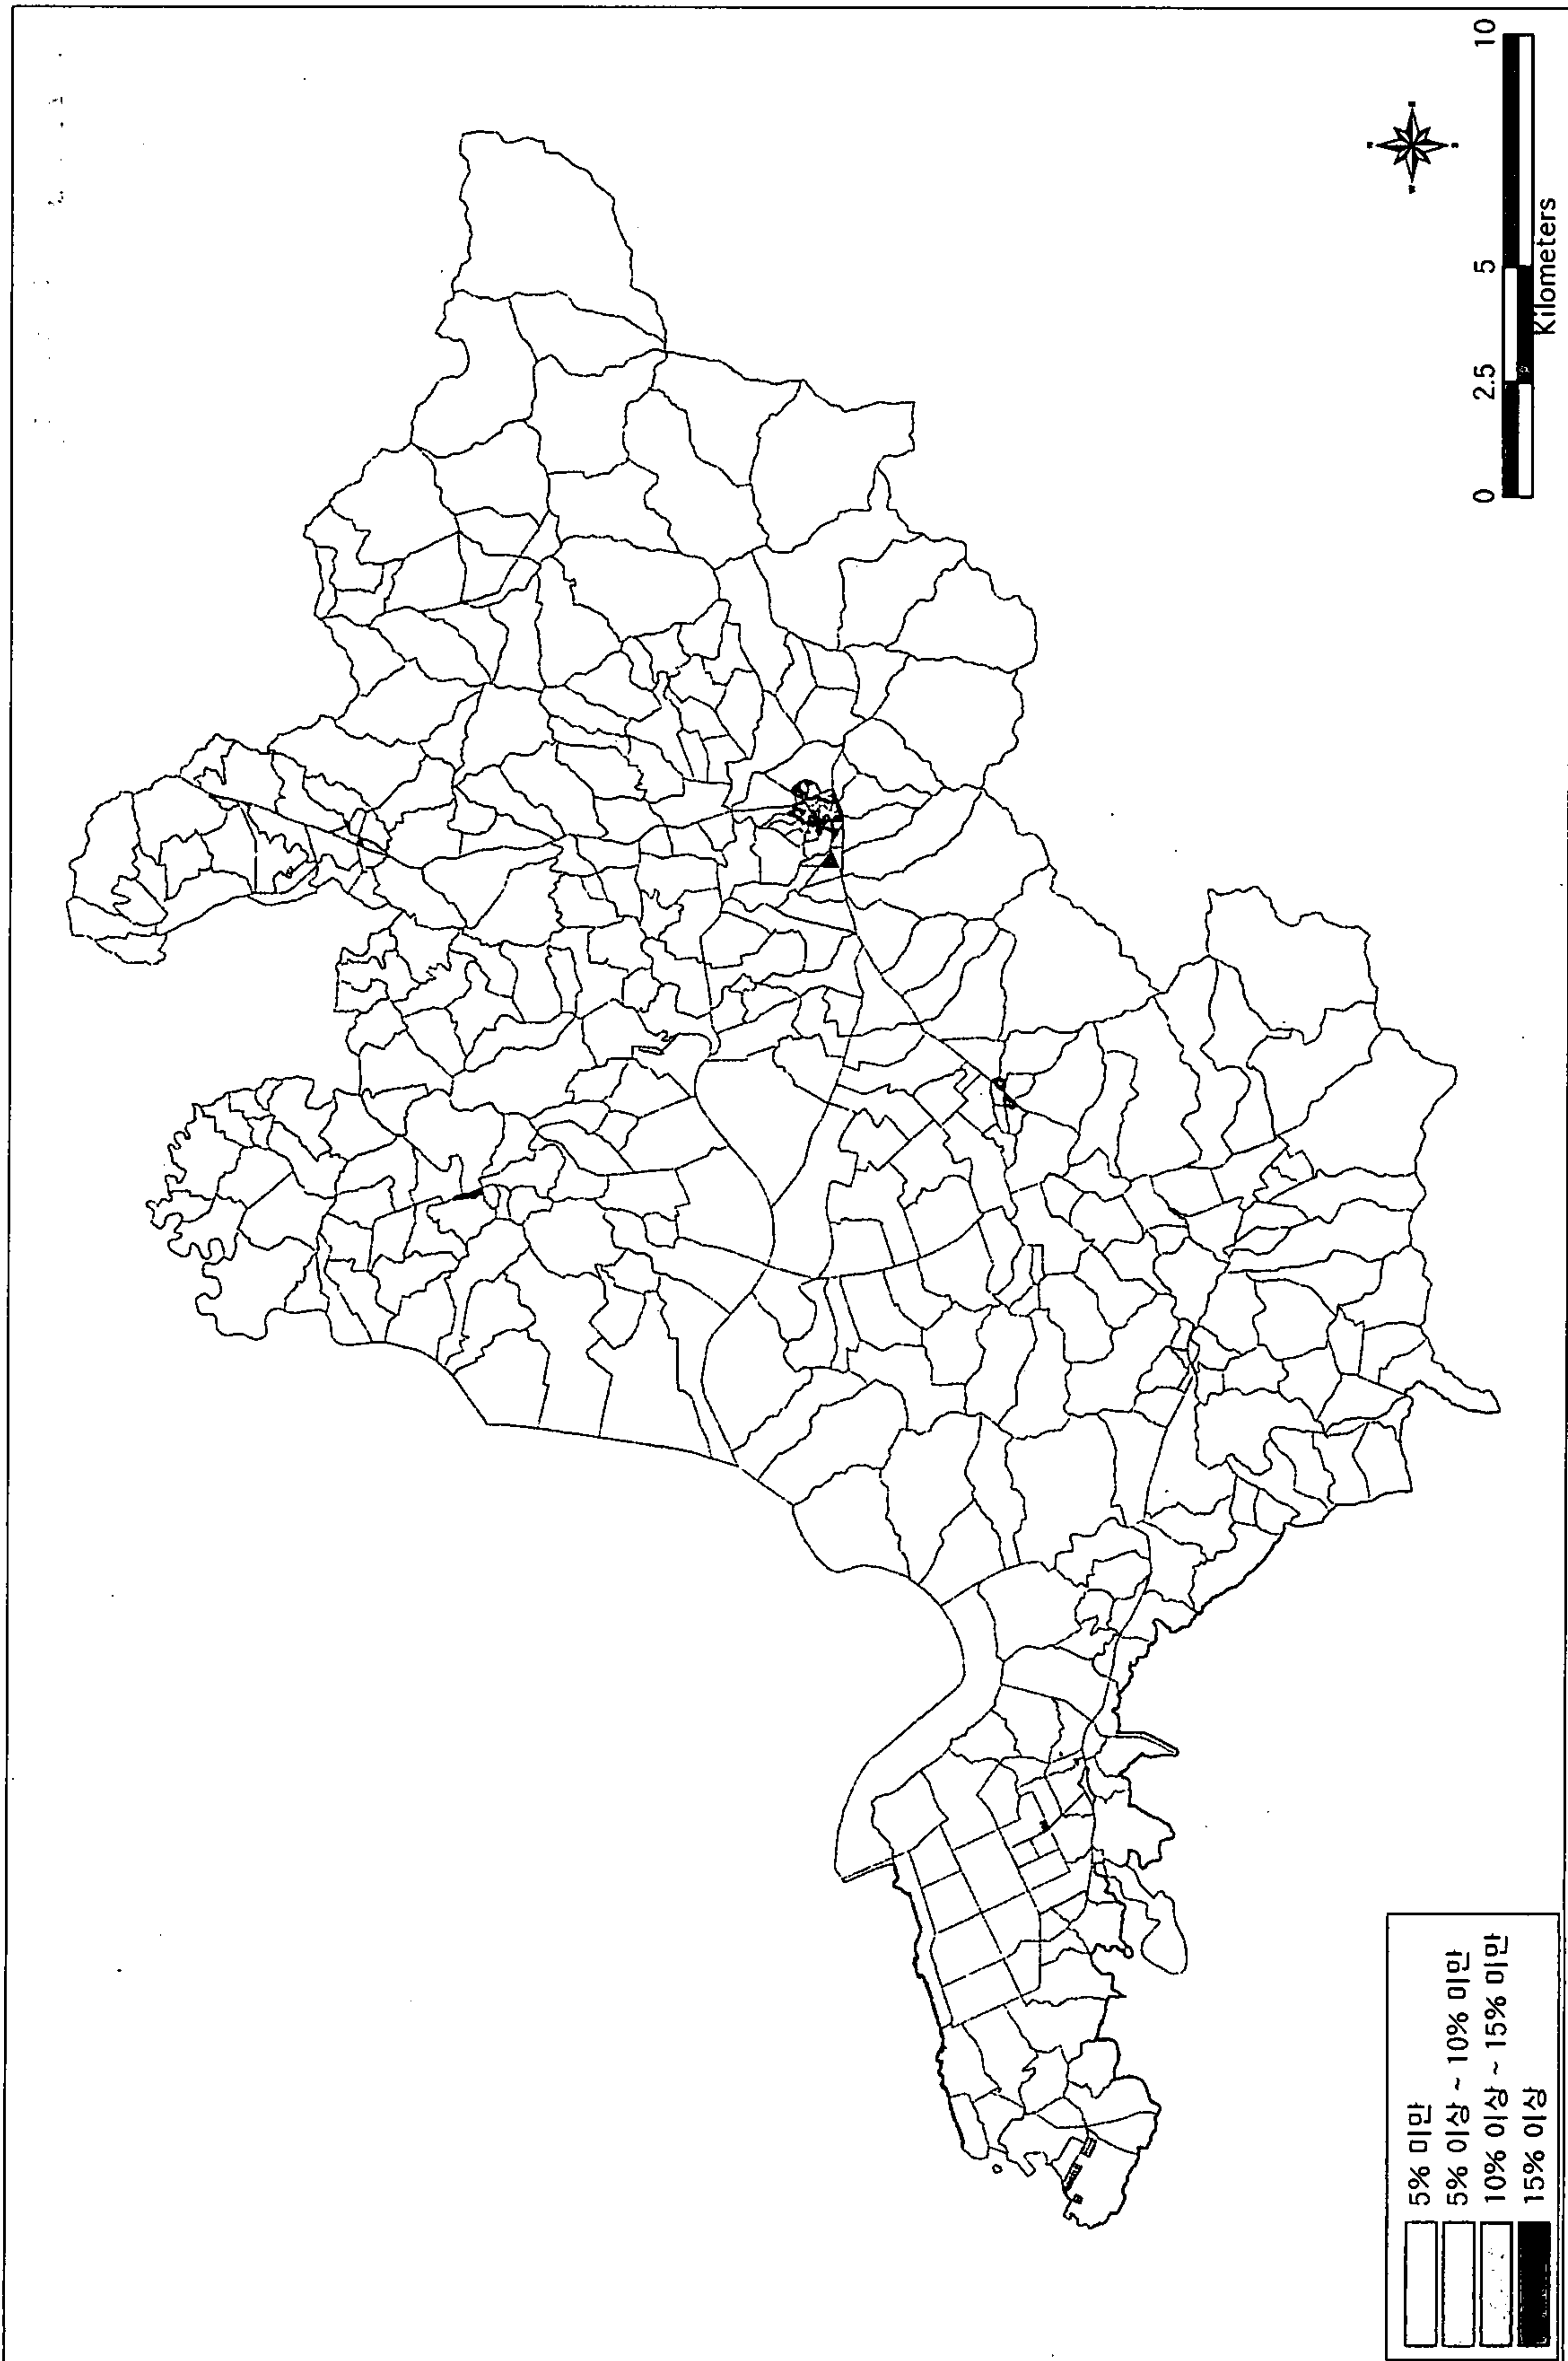 5% 미만
5% 이상 ~ 10% 미만
10% 이상 ~ 15% 미만
15% 이상
0 2.5 5 10
Kilometers